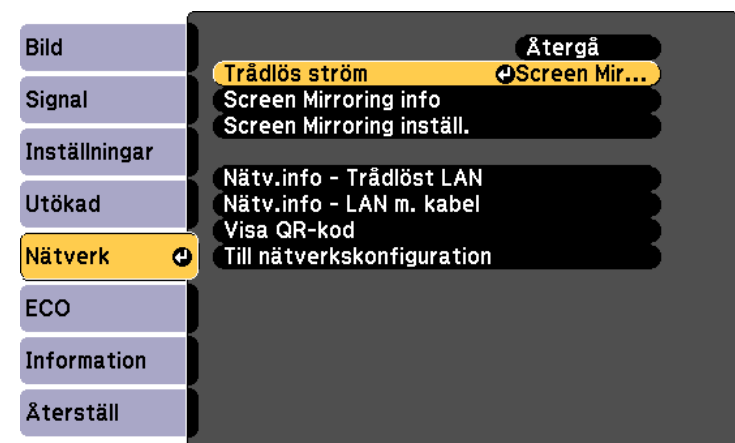 Bild
Signal
Inställningar
Utökad
Nätverk
ECO
Information
Återställ
Återgå
Trådlös ström Screen Mir...
Screen Mirroring info
Screen Mirroring inställ.
Nätv.info - Trådlöst LAN
Nätv.info - LAN m. kabel
Visa QR-kod
Till nätverkskonfiguration